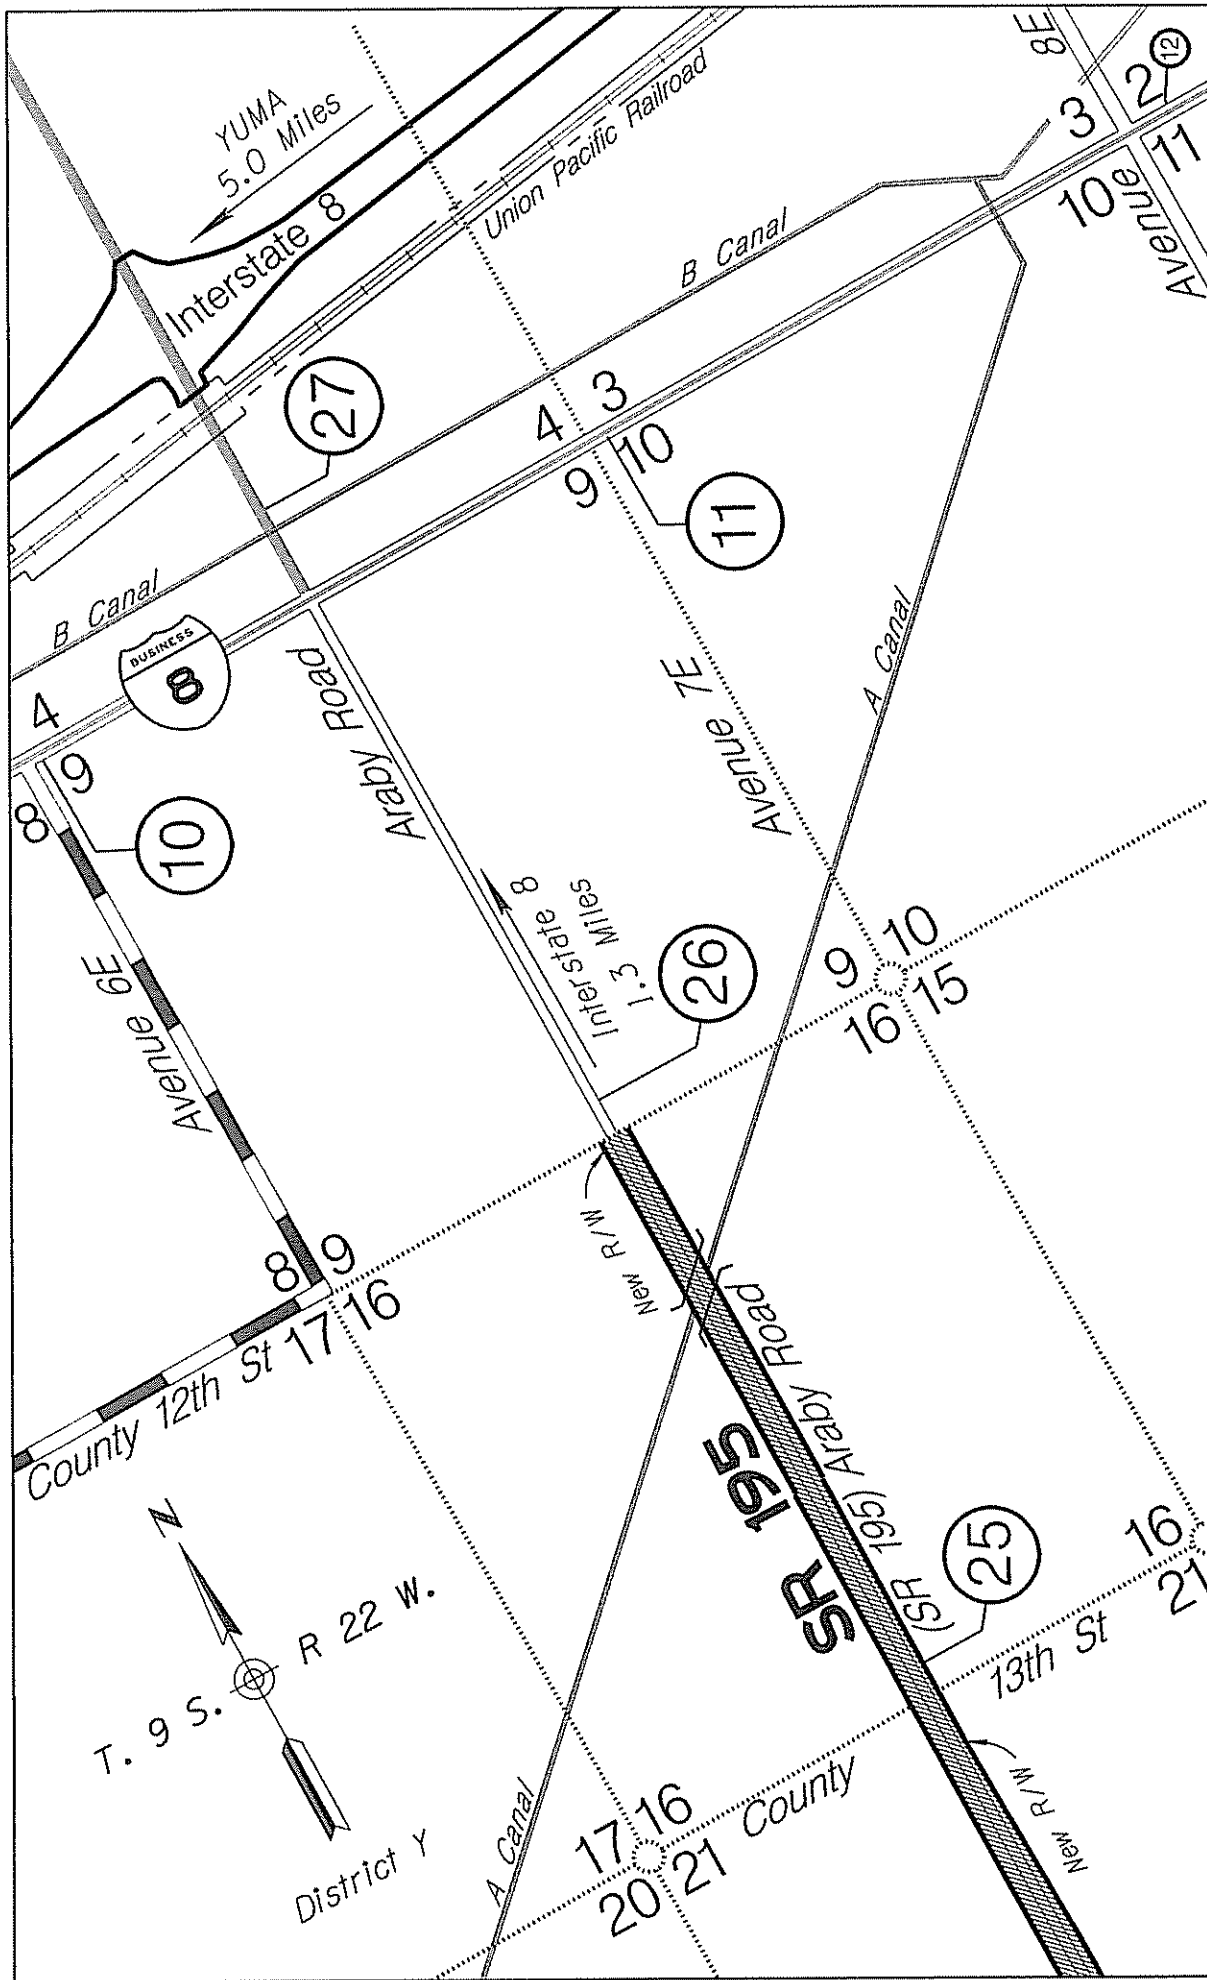 YUMA
5.0 Miles
Interstate 8
Union Pacific Railroad
8E
3
2
12
10
11
Avenue
B Canal
27
4
3
9
10
11
B Canal
BUSINESS
8
4
8
9
10
Araby Road
Avenue 7E
A Canal
Avenue 6E
Interstate 8
1.3 Miles
26
9
10
16
15
8
9
17
16
County 12th St
New R/W
SR 195
(SR 195) Araby Road
25
16
21
13th St
County
N
T. 9 S.
R 22 W.
District Y
A Canal
17
16
20
21
New R/W